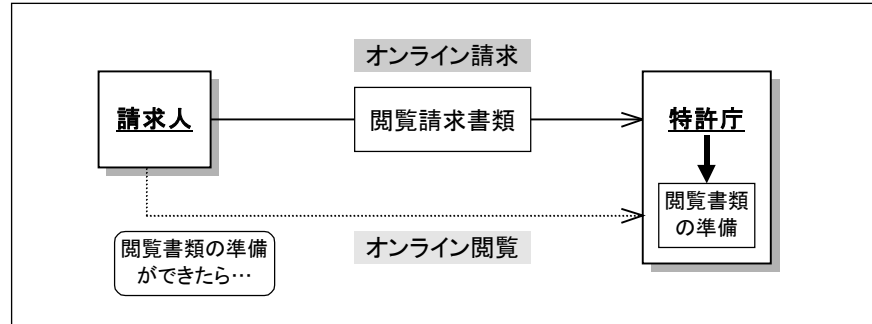 オンライン請求
請求人
閲覧請求書類
特許庁
閲覧書類
の準備
閲覧書類の準備
ができたら…
オンライン閲覧